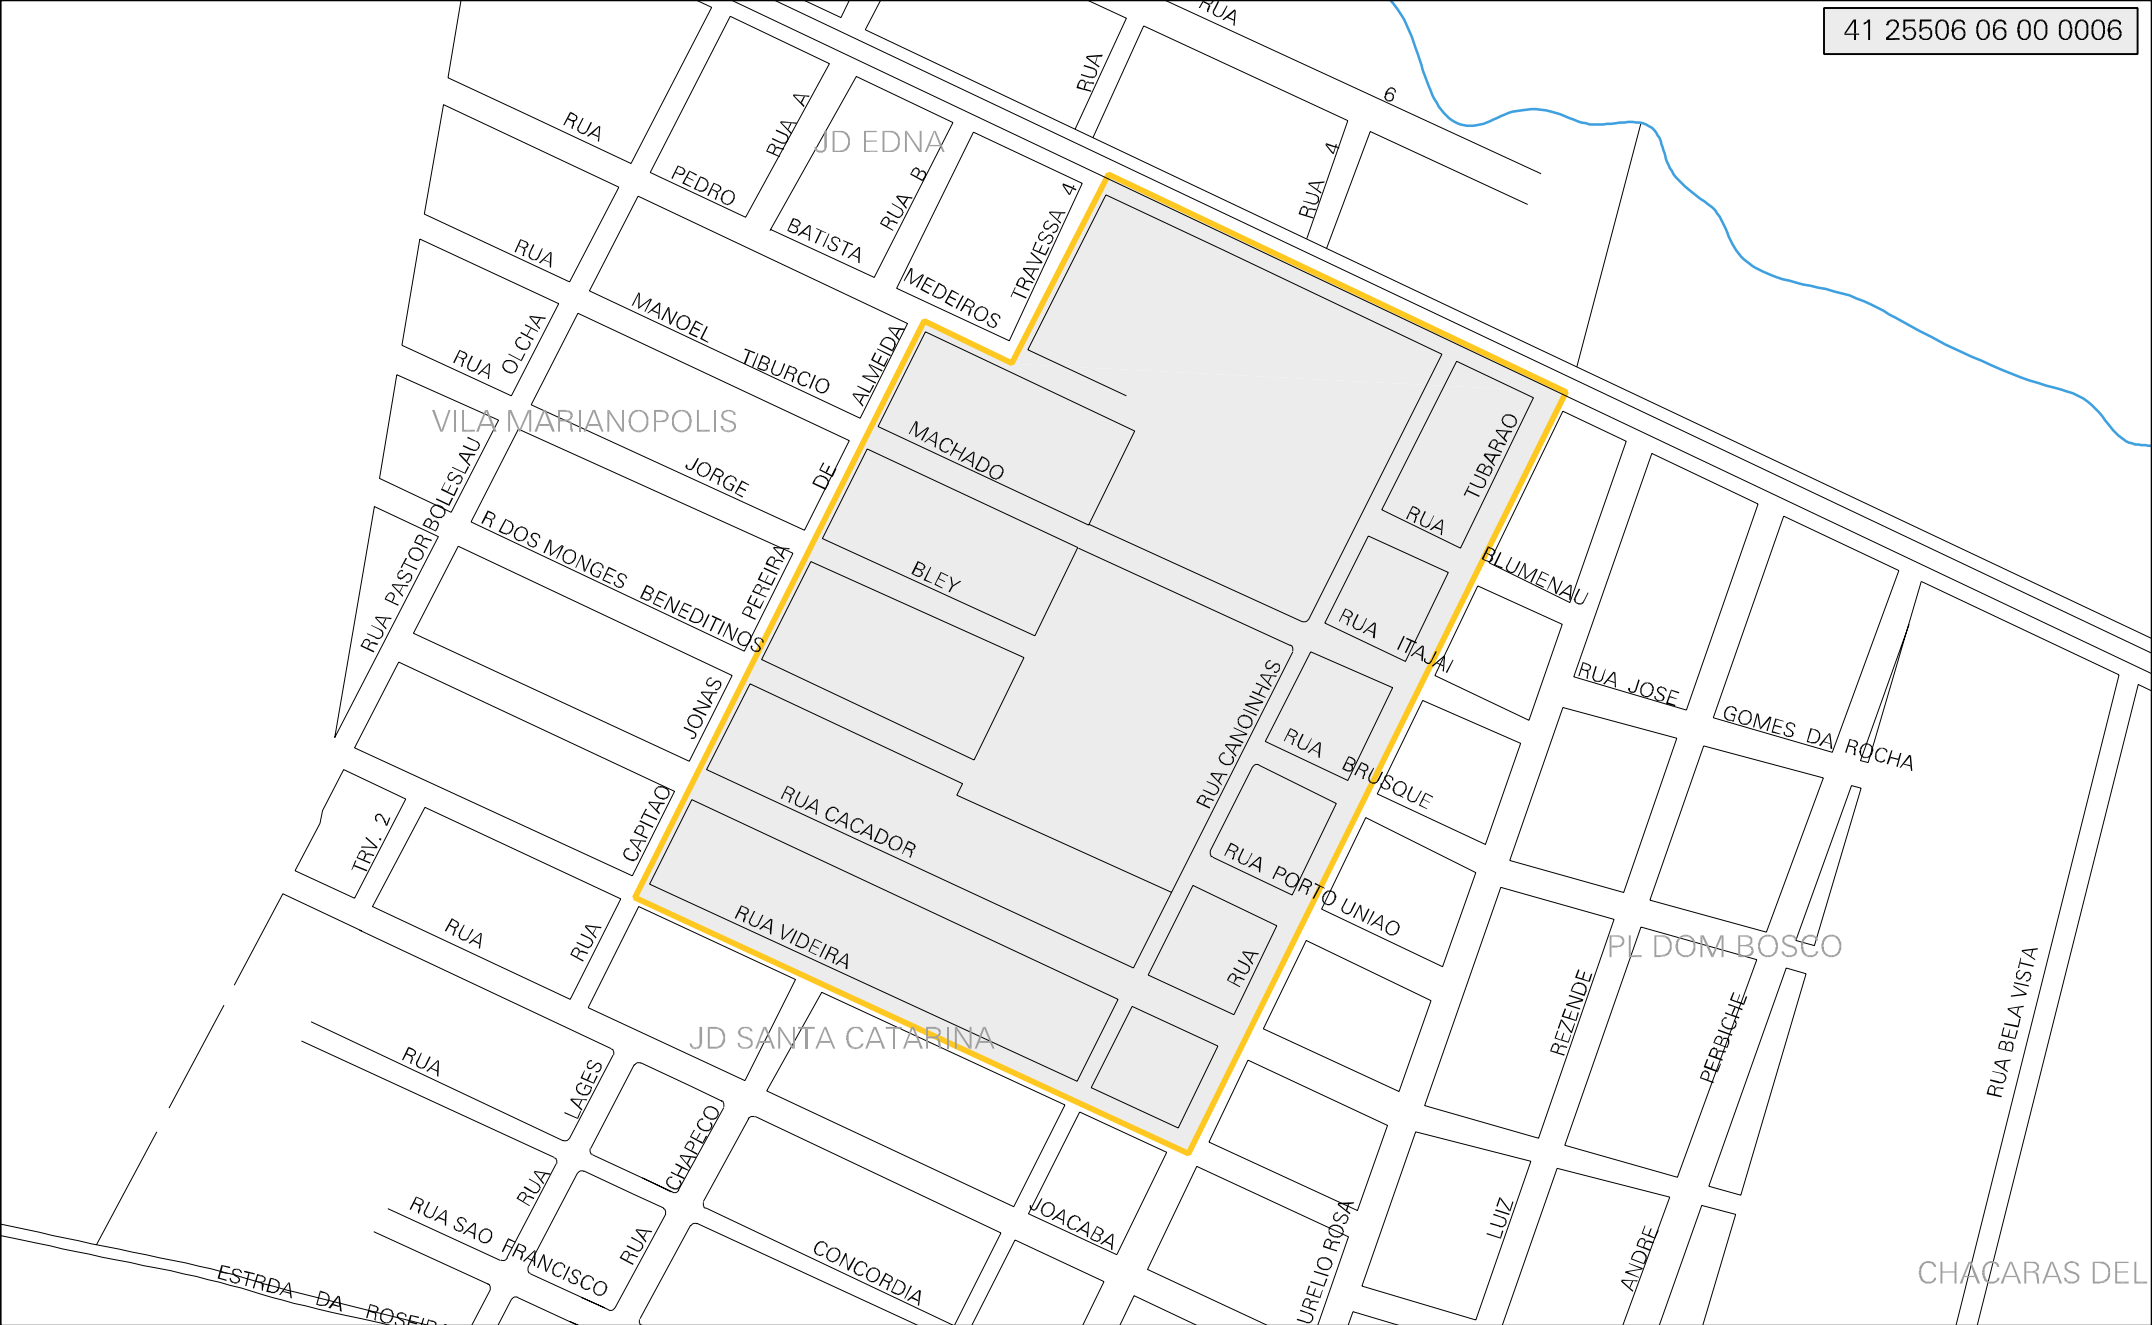 RUA
41 25506 06 00 0006
RUA
6
RUA A
RUA
JD EDNA
RUA 4
PEDRO
RUA B
BATISTA
TRAVESSA 4
MEDEIROS
RUA
MANOEL TIBURCIO
RUA OLCHA
ALMEIDA
VILA MARIANOPOLIS
MACHADO
TUBARAO
RUA
JORGE
DE
RUA PASTOR BOLESLAU
R DOS MONGES BENEDITINOS
PEREIRA
BLEY
BLUMENAU
RUA ITAJAI
RUA JOSE GOMES DA ROCHA
JONAS
RUA CANOINHAS
RUA BRUSQUE
CAPITAO
TRV. 2
RUA CACADOR
RUA PORTO UNIAO
RUA
RUA
RUA VIDEIRA
RUA
PL DOM BOSCO
REZENDE
PERBICHE
RUA BELA VISTA
JD SANTA CATARINA
RUA
LAGES
CHAPECO
RUA
RUA SAO FRANCISCO
RUA
JOACABA
CONCORDIA
URELIO ROSA
LUIZ
ANDRE
CHACARAS DEL
ESTRDA DA ROSEIR